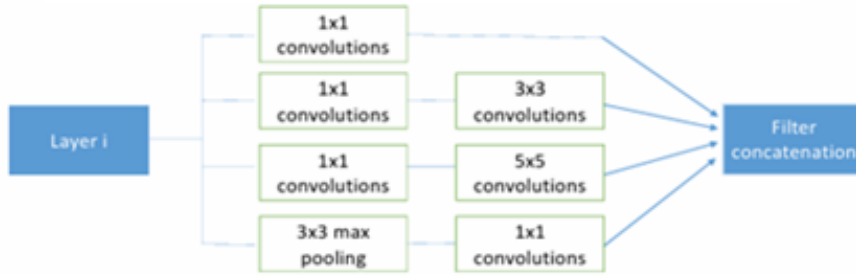 1x1
convolutions
1x1
convolutions
3x3
convolutions
Layer i
Filter
concatenation
1x1
convolutions
5x5
convolutions
3x3 max
pooling
1x1
convolutions